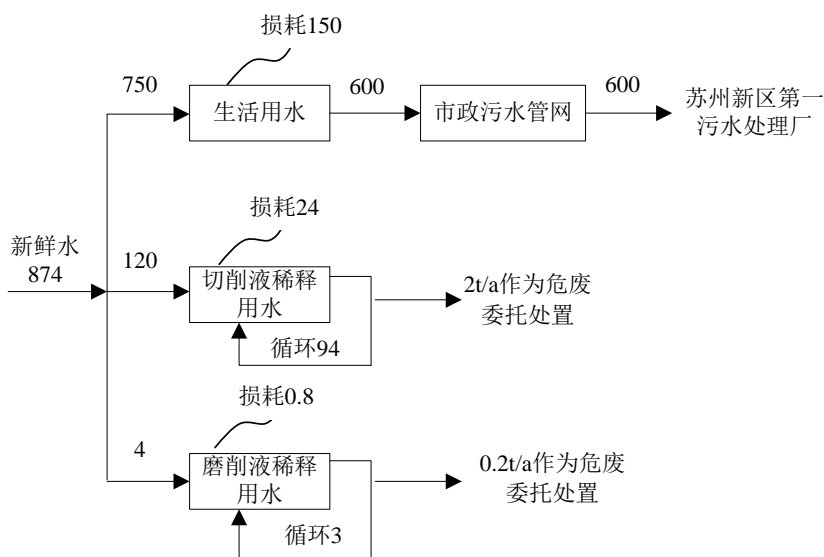 损耗150
750
生活用水
600
市政污水管网
600
苏州新区第一
污水处理厂
损耗24
新鲜水
874
120
切削液稀释
用水
循环94
2t/a作为危废
委托处置
损耗0.8
4
磨削液稀释
用水
循环3
0.2t/a作为危废
委托处置